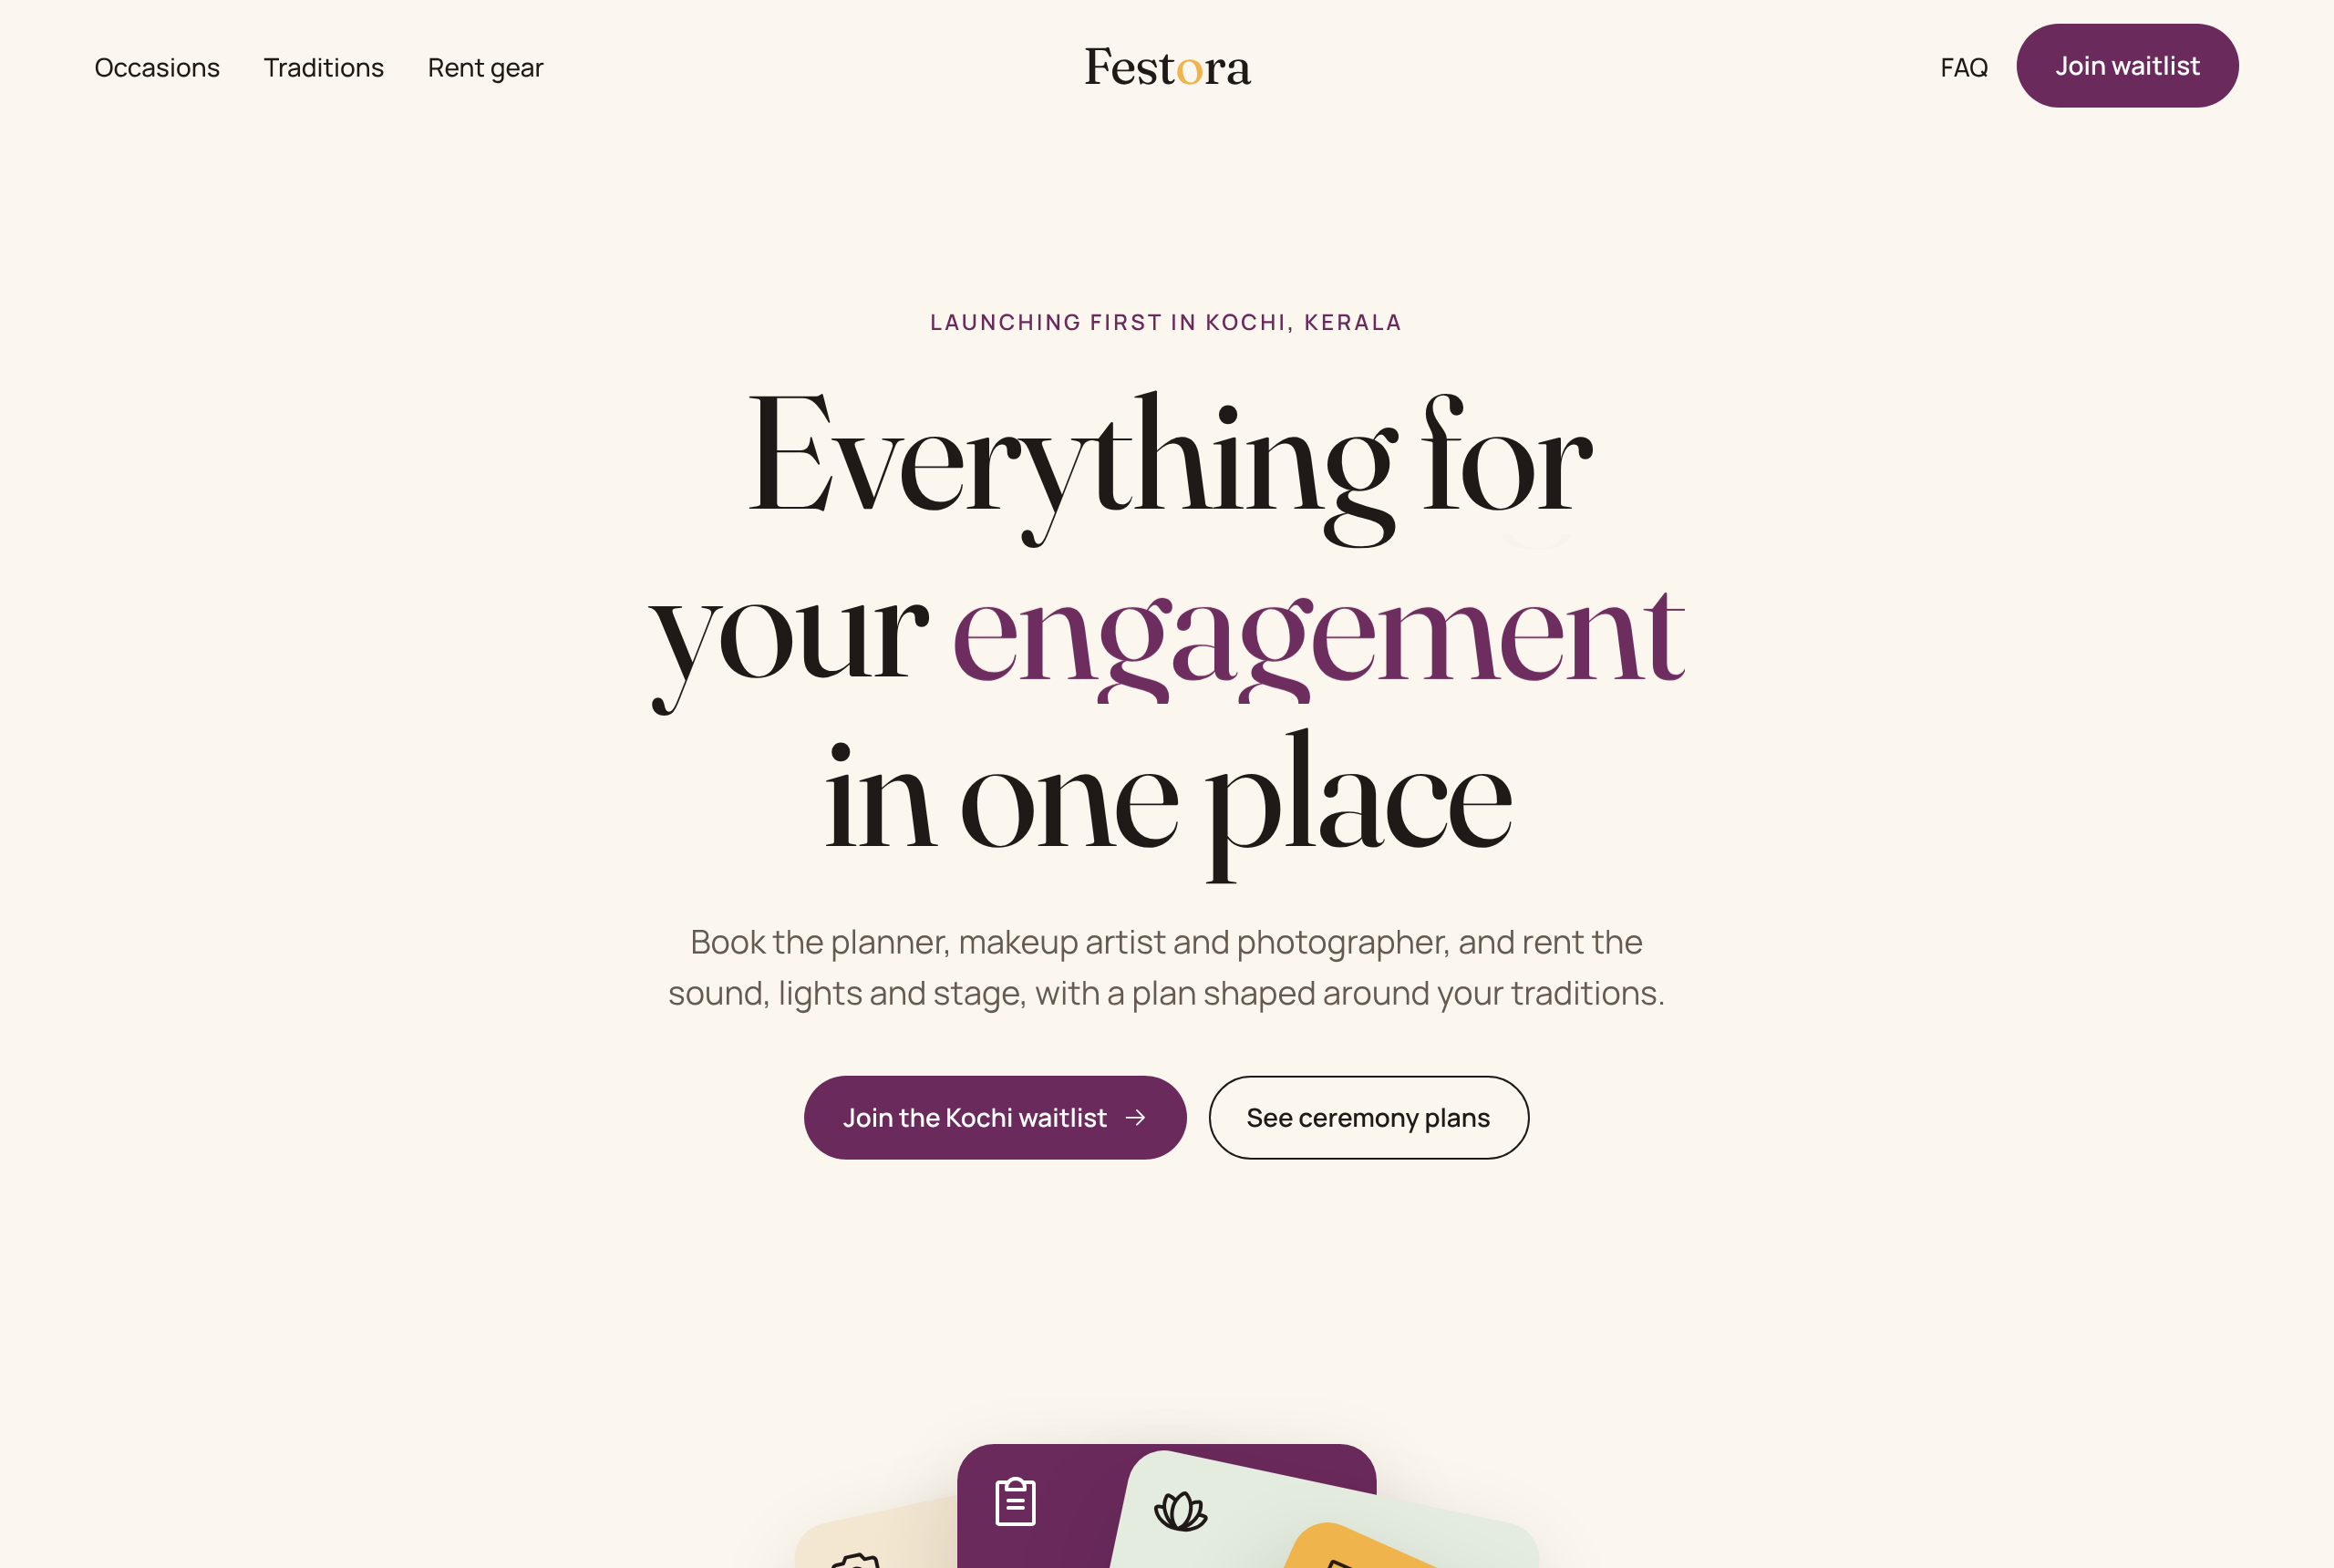 Occasions
Traditions
Rent gear
Festora
FAQ
Join waitlist
LAUNCHING FIRST IN KOCHI, KERALA
Everything for
your engagement
in one place
Book the planner, makeup artist and photographer, and rent the
sound, lights and stage, with a plan shaped around your traditions.
Join the Kochi waitlist →
See ceremony plans